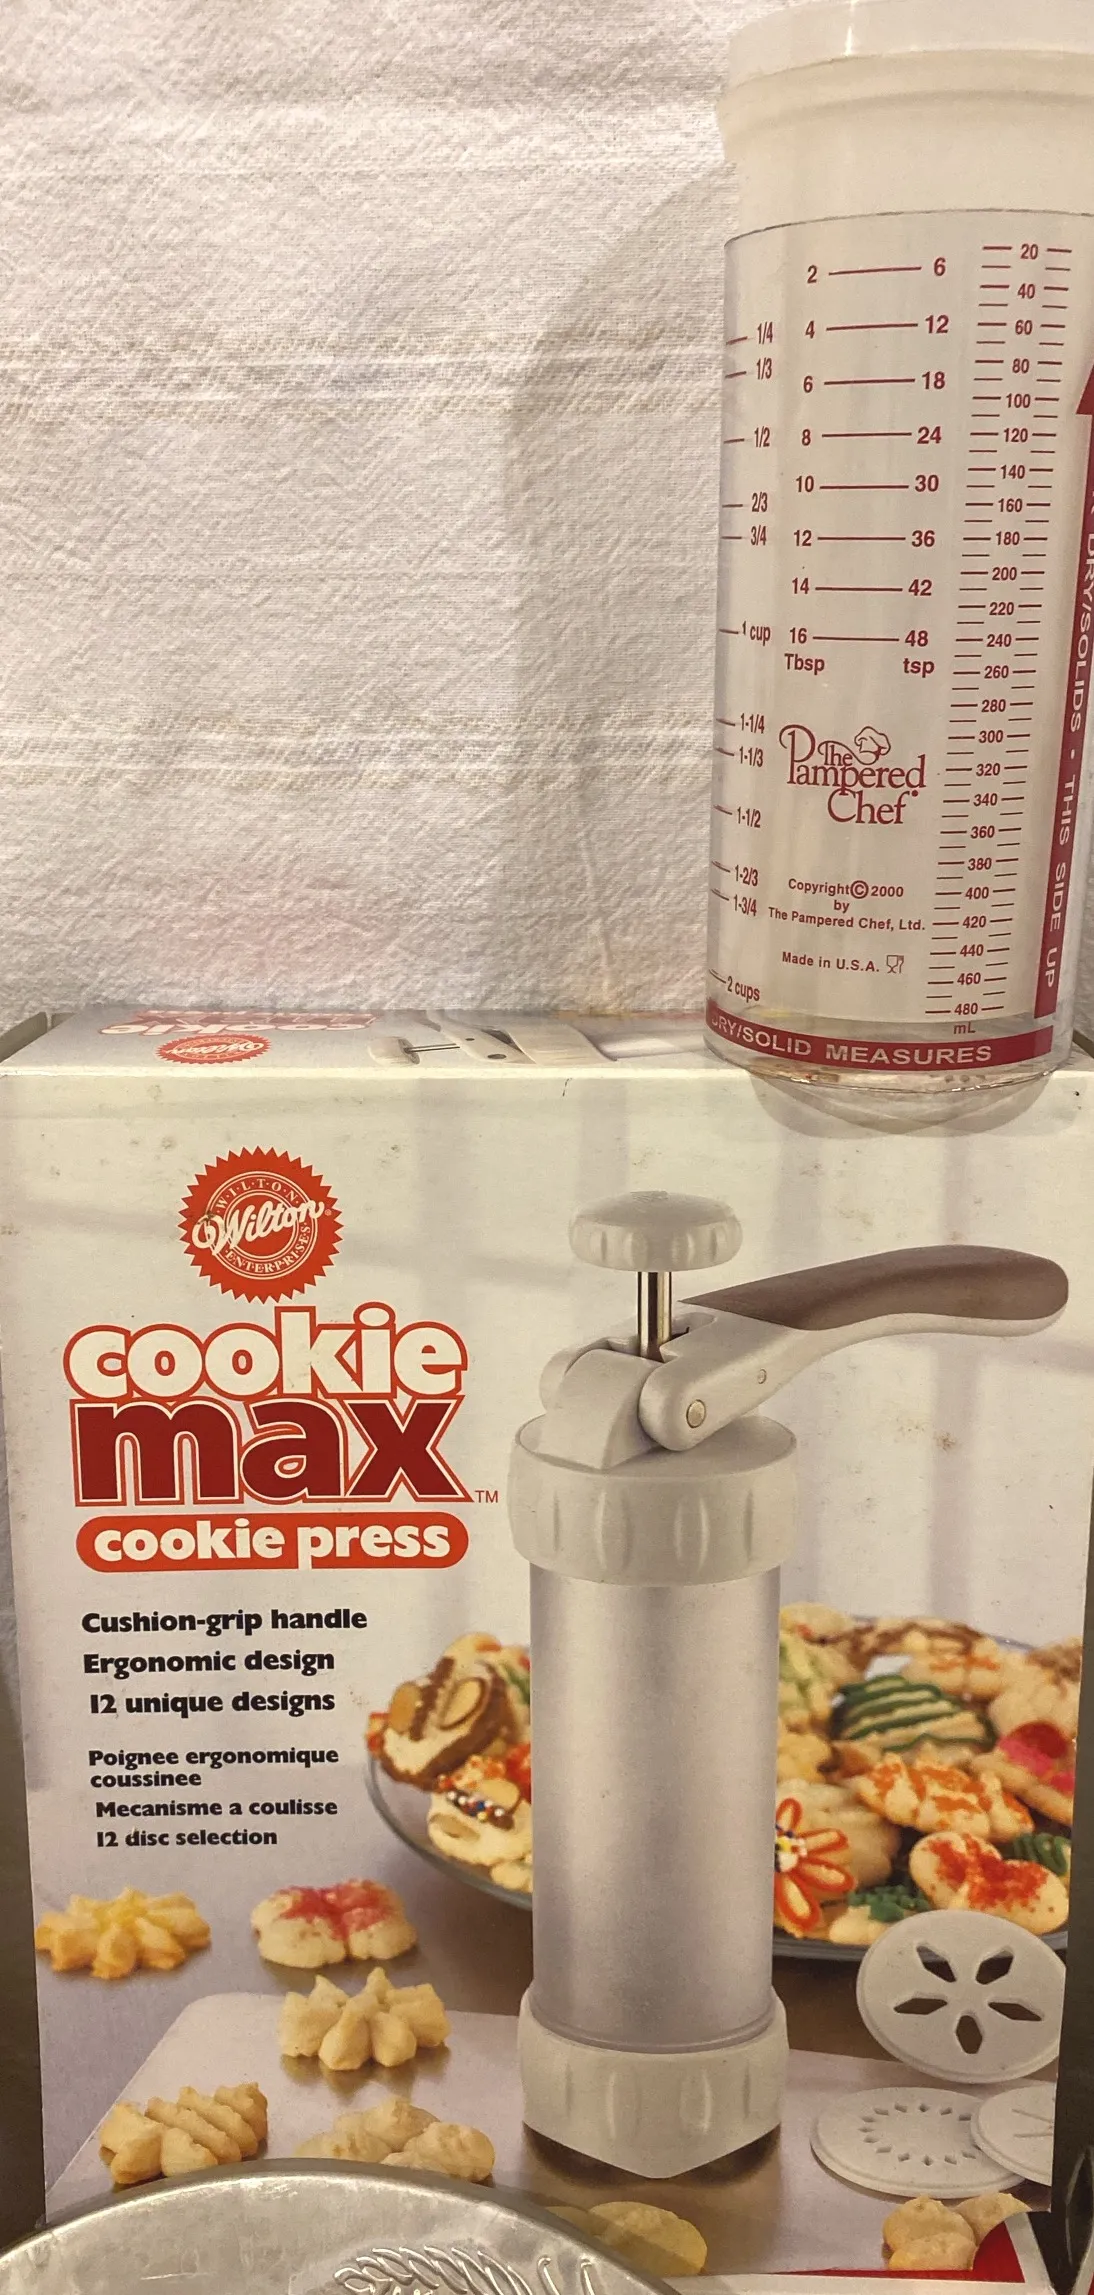 2 6
4 12
6 18
8 24
10 30
12 36
14 42
16 48
Tbsp tsp
1/4
1/3
1/2
2/3
3/4
1 cup
1-1/4
1-1/3
1-1/2
1-2/3
1-3/4
2 cups
20
40
60
80
100
120
140
160
180
200
220
240
260
280
300
320
340
360
380
400
420
440
460
480
mL
The
Pampered
Chef
Copyright© 2000
by
The Pampered Chef, Ltd.
Made in U.S.A.
DRY/SOLIDS • THIS SIDE UP
DRY/SOLID MEASURES
cookie
max
Wilton
WILTON
Wilton®
ENTERPRISES
cookie
max™
cookie press
Cushion-grip handle
Ergonomic design
12 unique designs
Poignee ergonomique
coussinee
Mecanisme a coulisse
12 disc selection